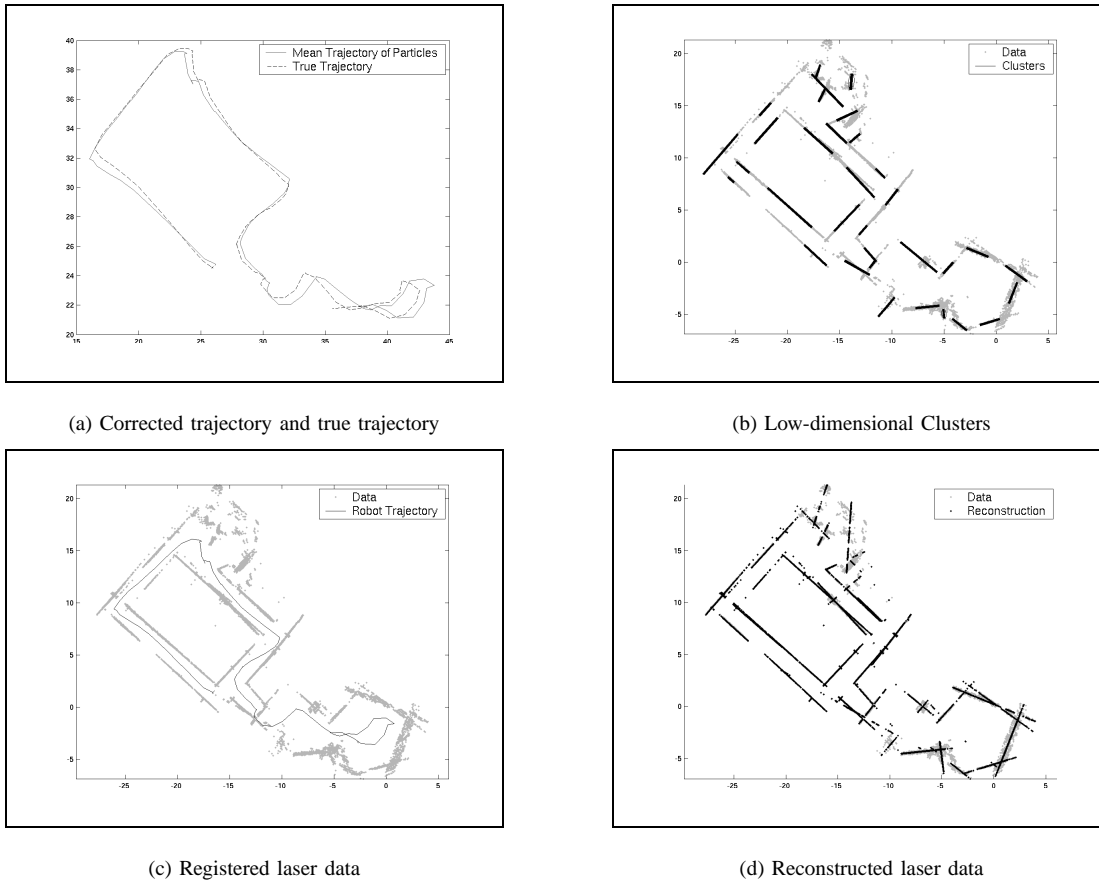 Mean Trajectory of Particles
True Trajectory
40
38
36
34
32
30
28
26
24
22
20
15 20 25 30 35 40 45
(a) Corrected trajectory and true trajectory
Data
Clusters
20
15
10
5
0
-5
-25 -20 -15 -10 -5 0 5
(b) Low-dimensional Clusters
Data
Robot Trajectory
20
15
10
5
0
-5
-25 -20 -15 -10 -5 0 5
(c) Registered laser data
Data
Reconstruction
20
15
10
5
0
-5
-25 -20 -15 -10 -5 0 5
(d) Reconstructed laser data